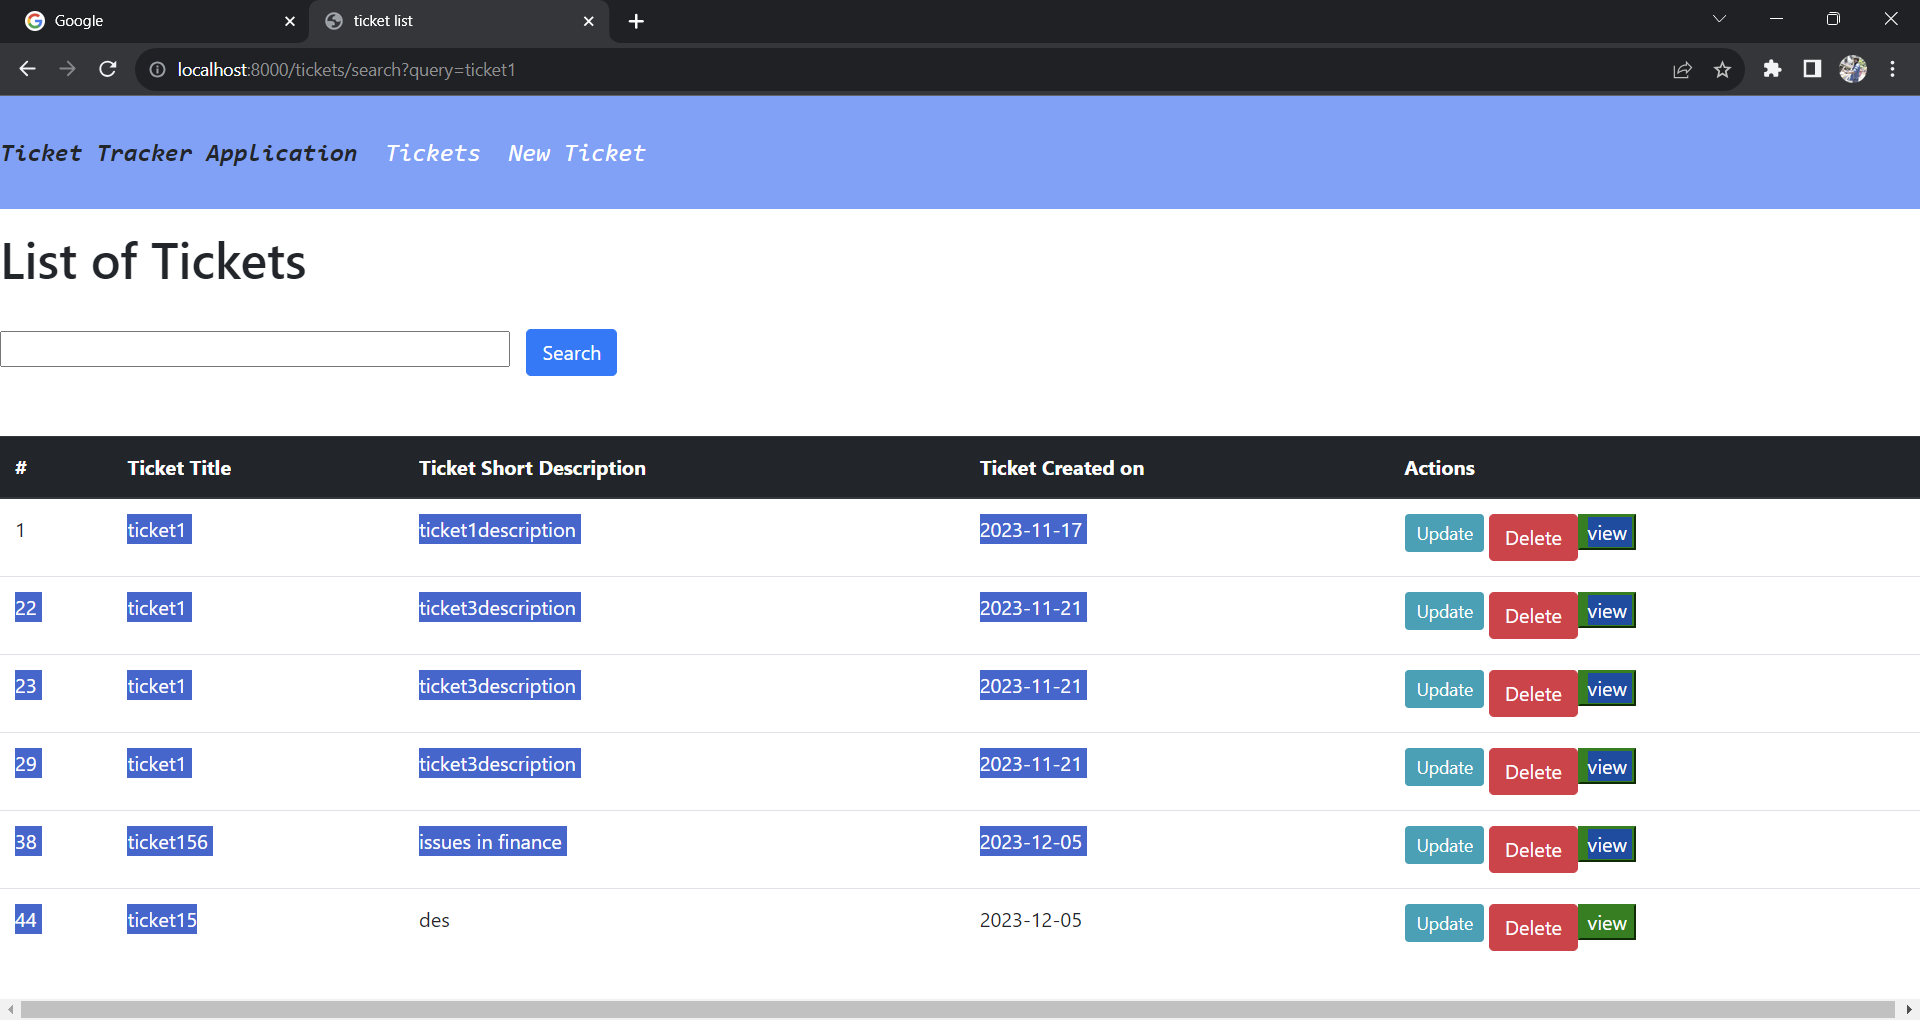 Google
ticket list
localhost:8000/tickets/search?query=ticket1
Ticket Tracker Application Tickets New Ticket
List of Tickets
Search
# Ticket Title Ticket Short Description Ticket Created on Actions
1 ticket1 ticket1description 2023-11-17 Update Delete view
22 ticket1 ticket3description 2023-11-21 Update Delete view
23 ticket1 ticket3description 2023-11-21 Update Delete view
29 ticket1 ticket3description 2023-11-21 Update Delete view
38 ticket156 issues in finance 2023-12-05 Update Delete view
44 ticket15 des 2023-12-05 Update Delete view